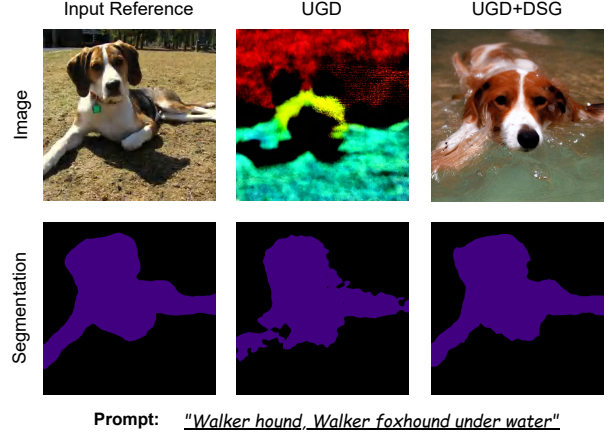 Input Reference UGD UGD+DSG
Image
Segmentation
Prompt: "Walker hound, Walker foxhound under water"